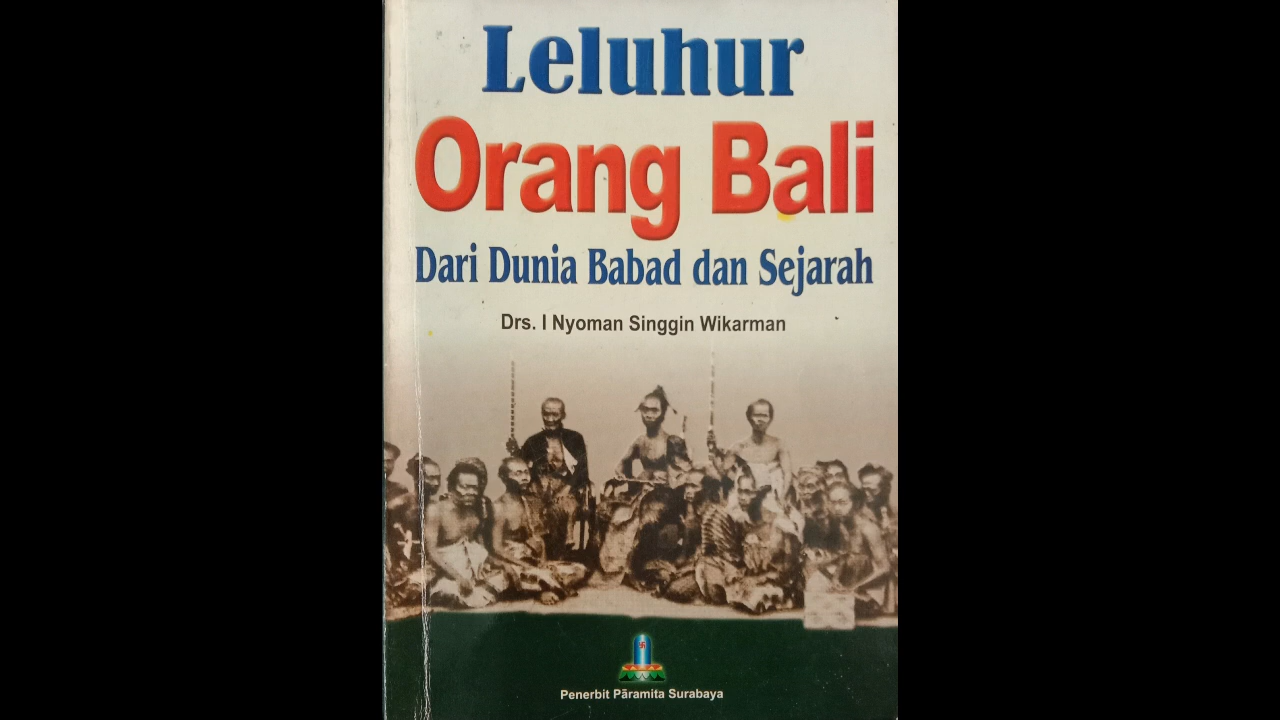 Leluhur
Orang Bali
Dari Dunia Babad dan Sejarah
Drs. I Nyoman Singgin Wikarman
Penerbit Pāramita Surabaya